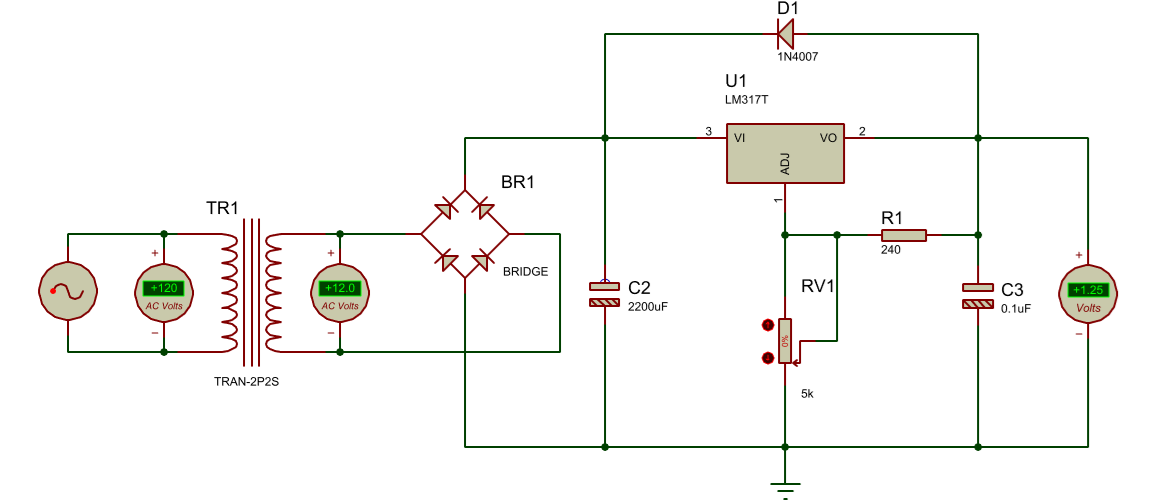 D1
1N4007
U1
LM317T
3
VI
VO
2
ADJ
1
BR1
TR1
R1
240
+
+120
AC Volts
−
+
+12.0
AC Volts
−
BRIDGE
C2
2200uF
RV1
0%
5k
C3
0.1uF
+
+1.25
Volts
−
TRAN-2P2S